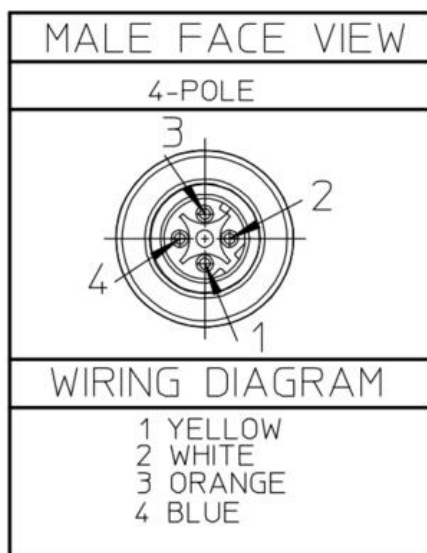 MALE FACE VIEW
4-POLE
3
2
4
1
WIRING DIAGRAM
1 YELLOW
2 WHITE
3 ORANGE
4 BLUE